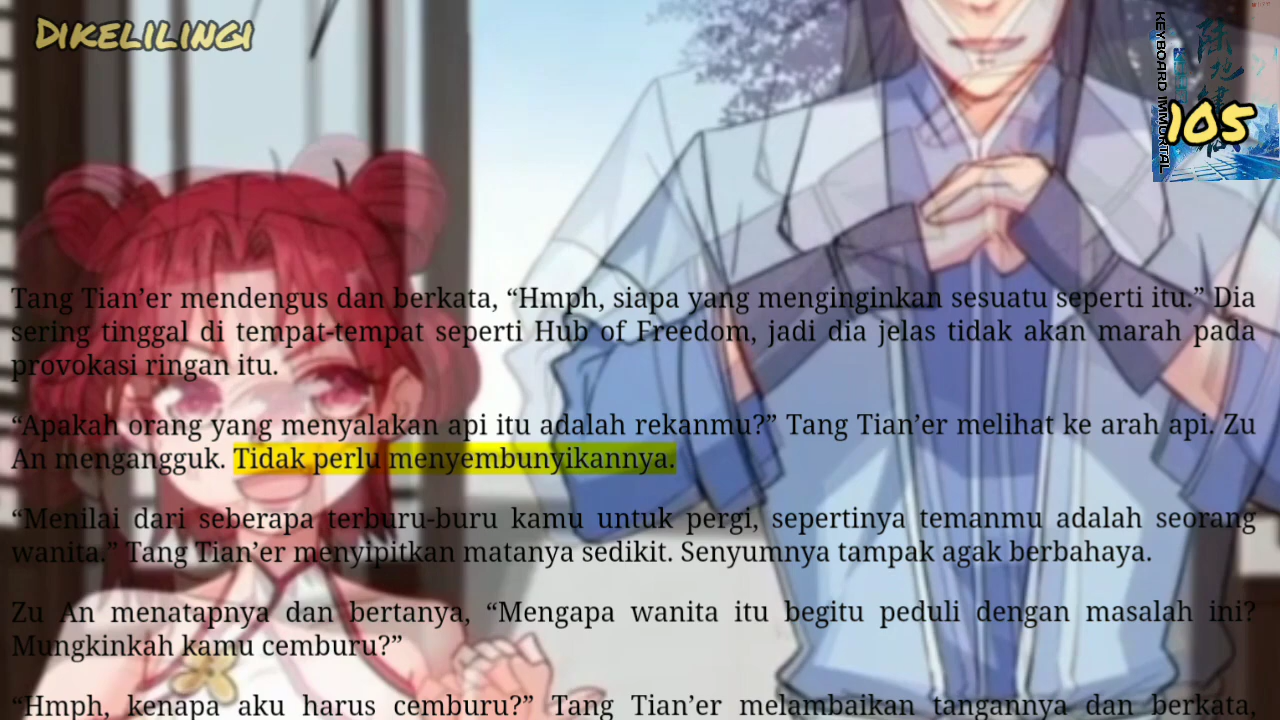 DIKELILINGI
KEYBOARD IMMORTAL
105
Tang Tian’er mendengus dan berkata, “Hmph, siapa yang menginginkan sesuatu seperti itu.” Dia
sering tinggal di tempat-tempat seperti Hub of Freedom, jadi dia jelas tidak akan marah pada
provokasi ringan itu.
“Apakah orang yang menyalakan api itu adalah rekanmu?” Tang Tian’er melihat ke arah api. Zu
An mengangguk. Tidak perlu menyembunyikannya.
“Menilai dari seberapa terburu-buru kamu untuk pergi, sepertinya temanmu adalah seorang
wanita.” Tang Tian’er menyipitkan matanya sedikit. Senyumnya tampak agak berbahaya.
Zu An menatapnya dan bertanya, “Mengapa wanita itu begitu peduli dengan masalah ini?
Mungkinkah kamu cemburu?”
“Hmph, kenapa aku harus cemburu?” Tang Tian’er melambaikan tangannya dan berkata,